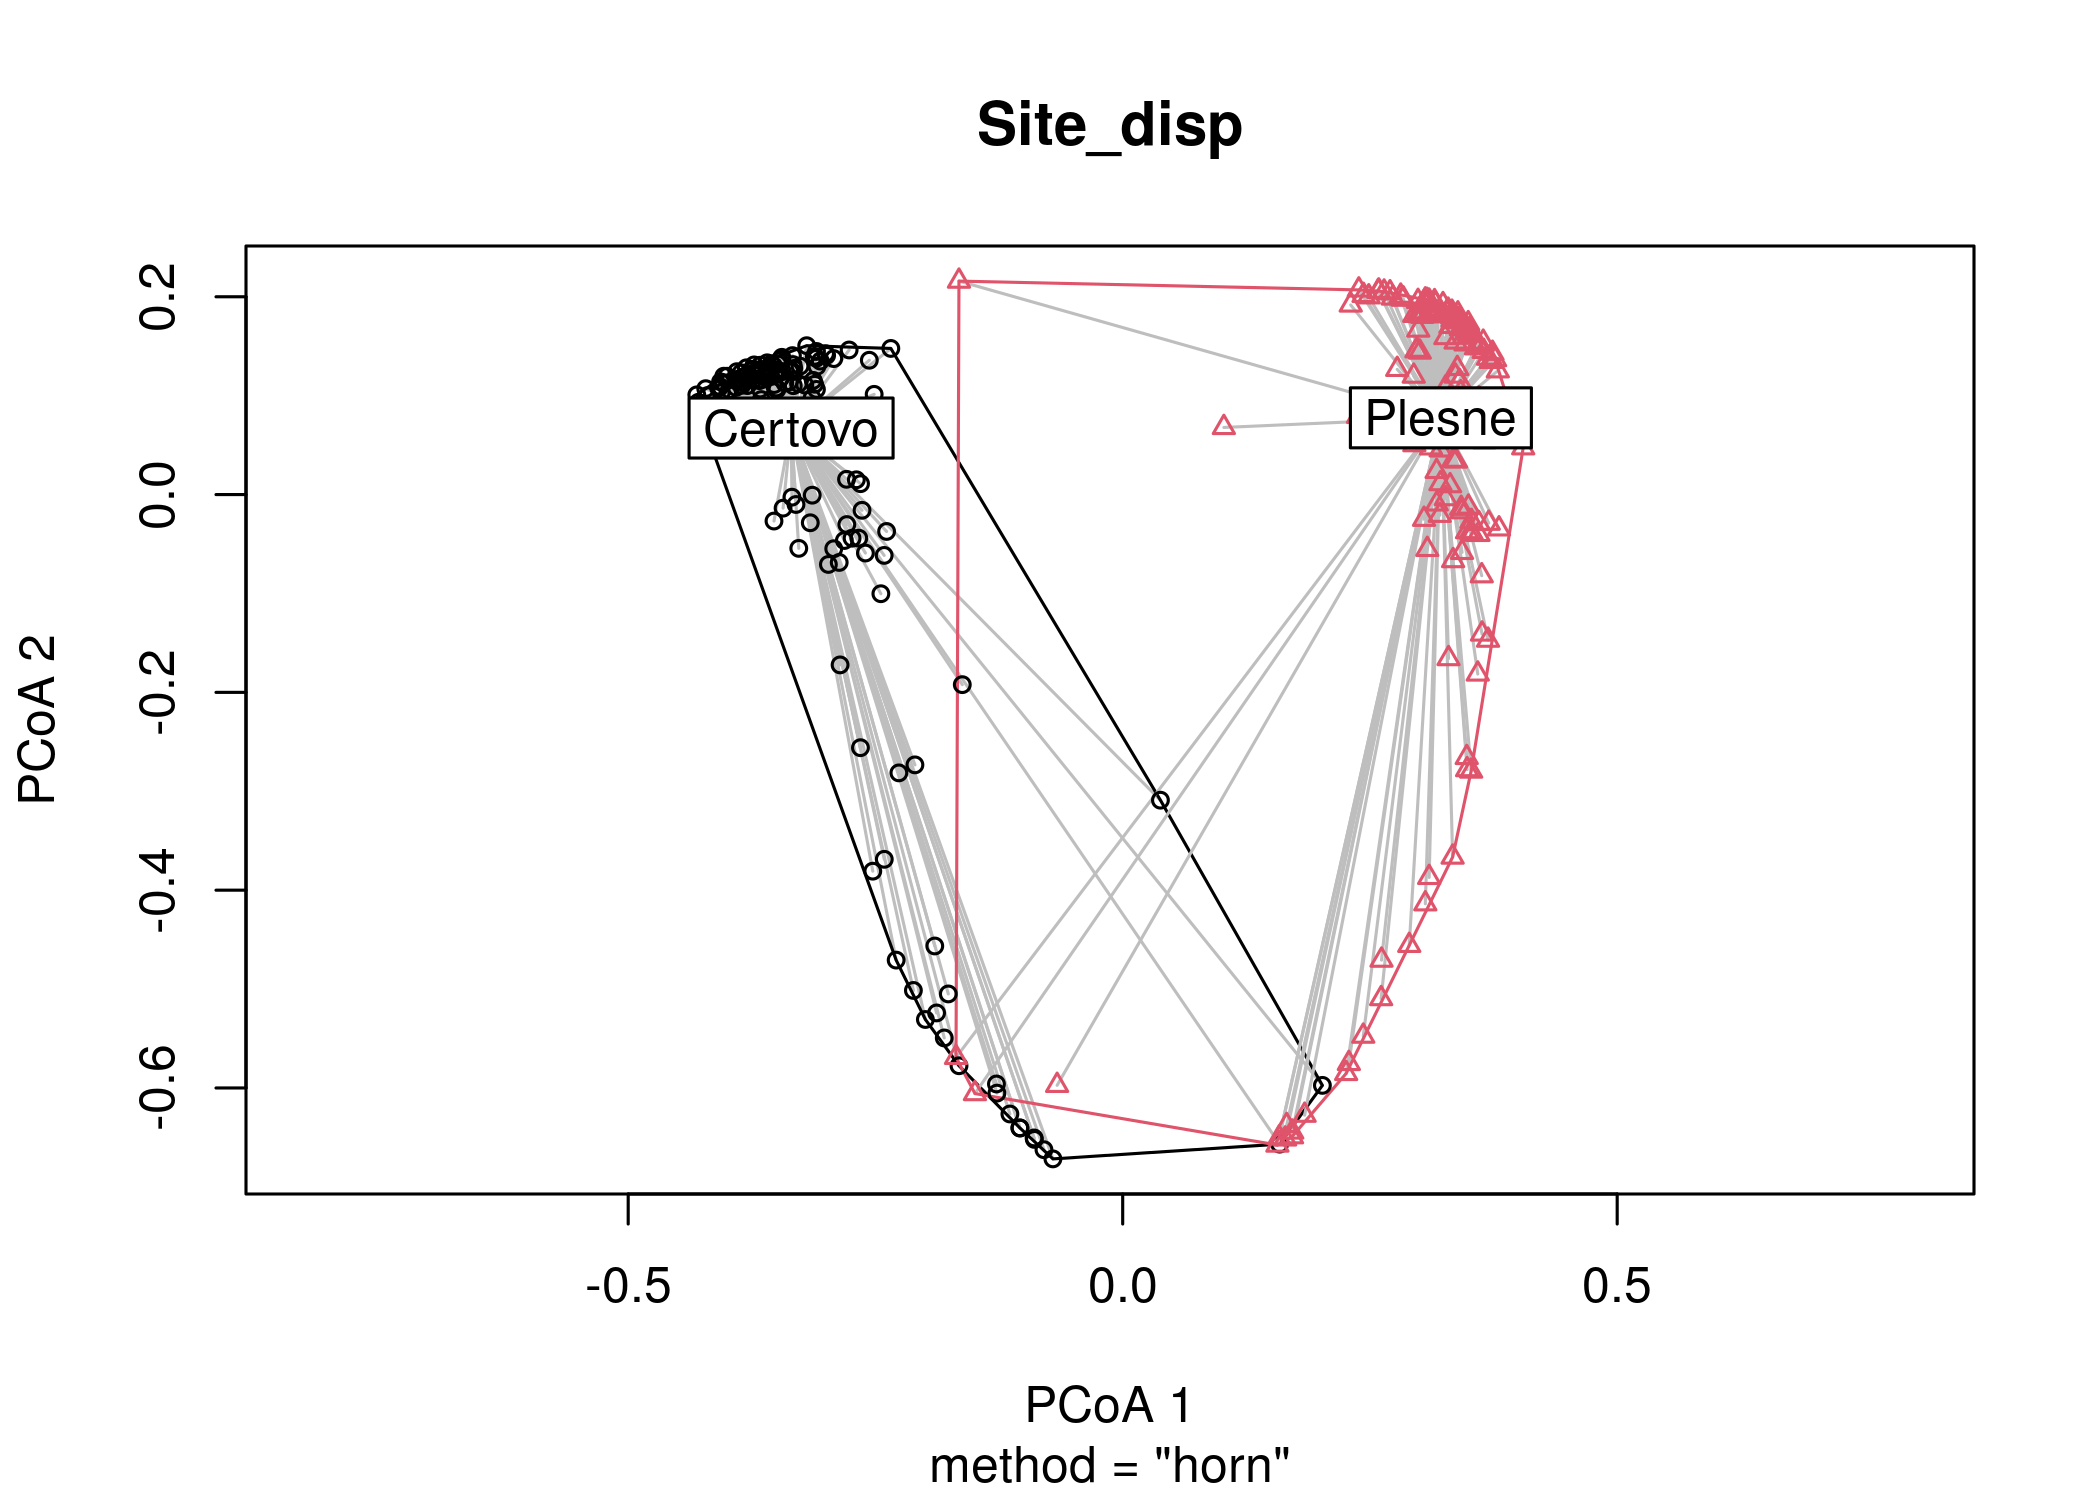 Site_disp
0.2
0.0
-0.2
-0.4
-0.6
PCoA 2
Certovo
Plesne
-0.5
0.0
0.5
PCoA 1
method = "horn"